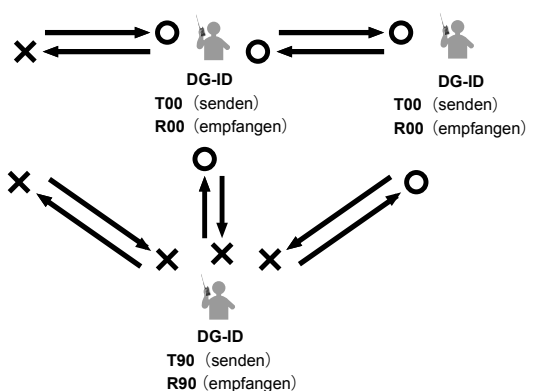 DG-ID
T00（senden）
R00（empfangen）
DG-ID
T00（senden）
R00（empfangen）
DG-ID
T90（senden）
R90（empfangen）